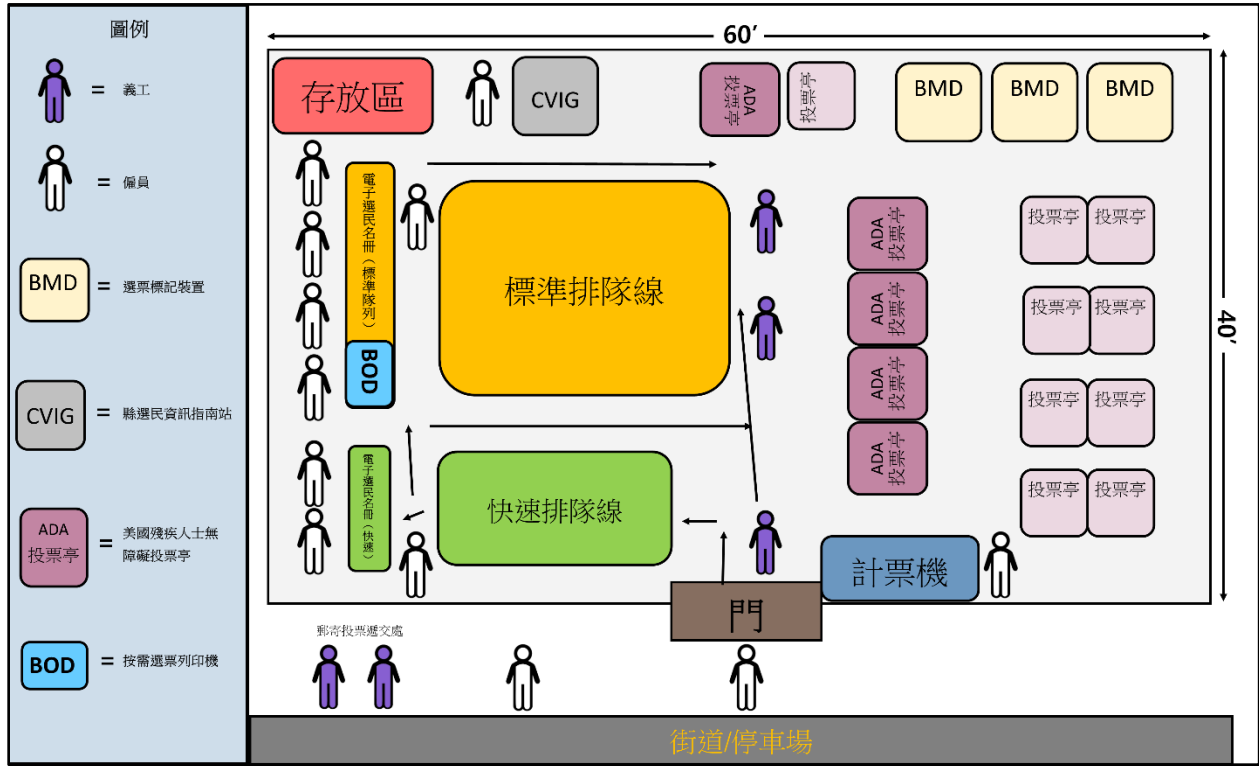 圖例
= 義工
= 僱員
BMD = 選票標記裝置
CVIG = 縣選民資訊指南站
ADA
投票亭
= 美國殘疾人士無
障礙投票亭
BOD = 按需選票列印機
60’
40’
存放區
CVIG
ADA
投票亭
投票亭
BMD
BMD
BMD
電子選民名冊（標準隊列）
BOD
標準排隊線
ADA
投票亭
ADA
投票亭
ADA
投票亭
ADA
投票亭
投票亭 投票亭
投票亭 投票亭
投票亭 投票亭
投票亭 投票亭
電子選民名冊（快速）
快速排隊線
計票機
門
郵寄投票遞交處
街道/停車場